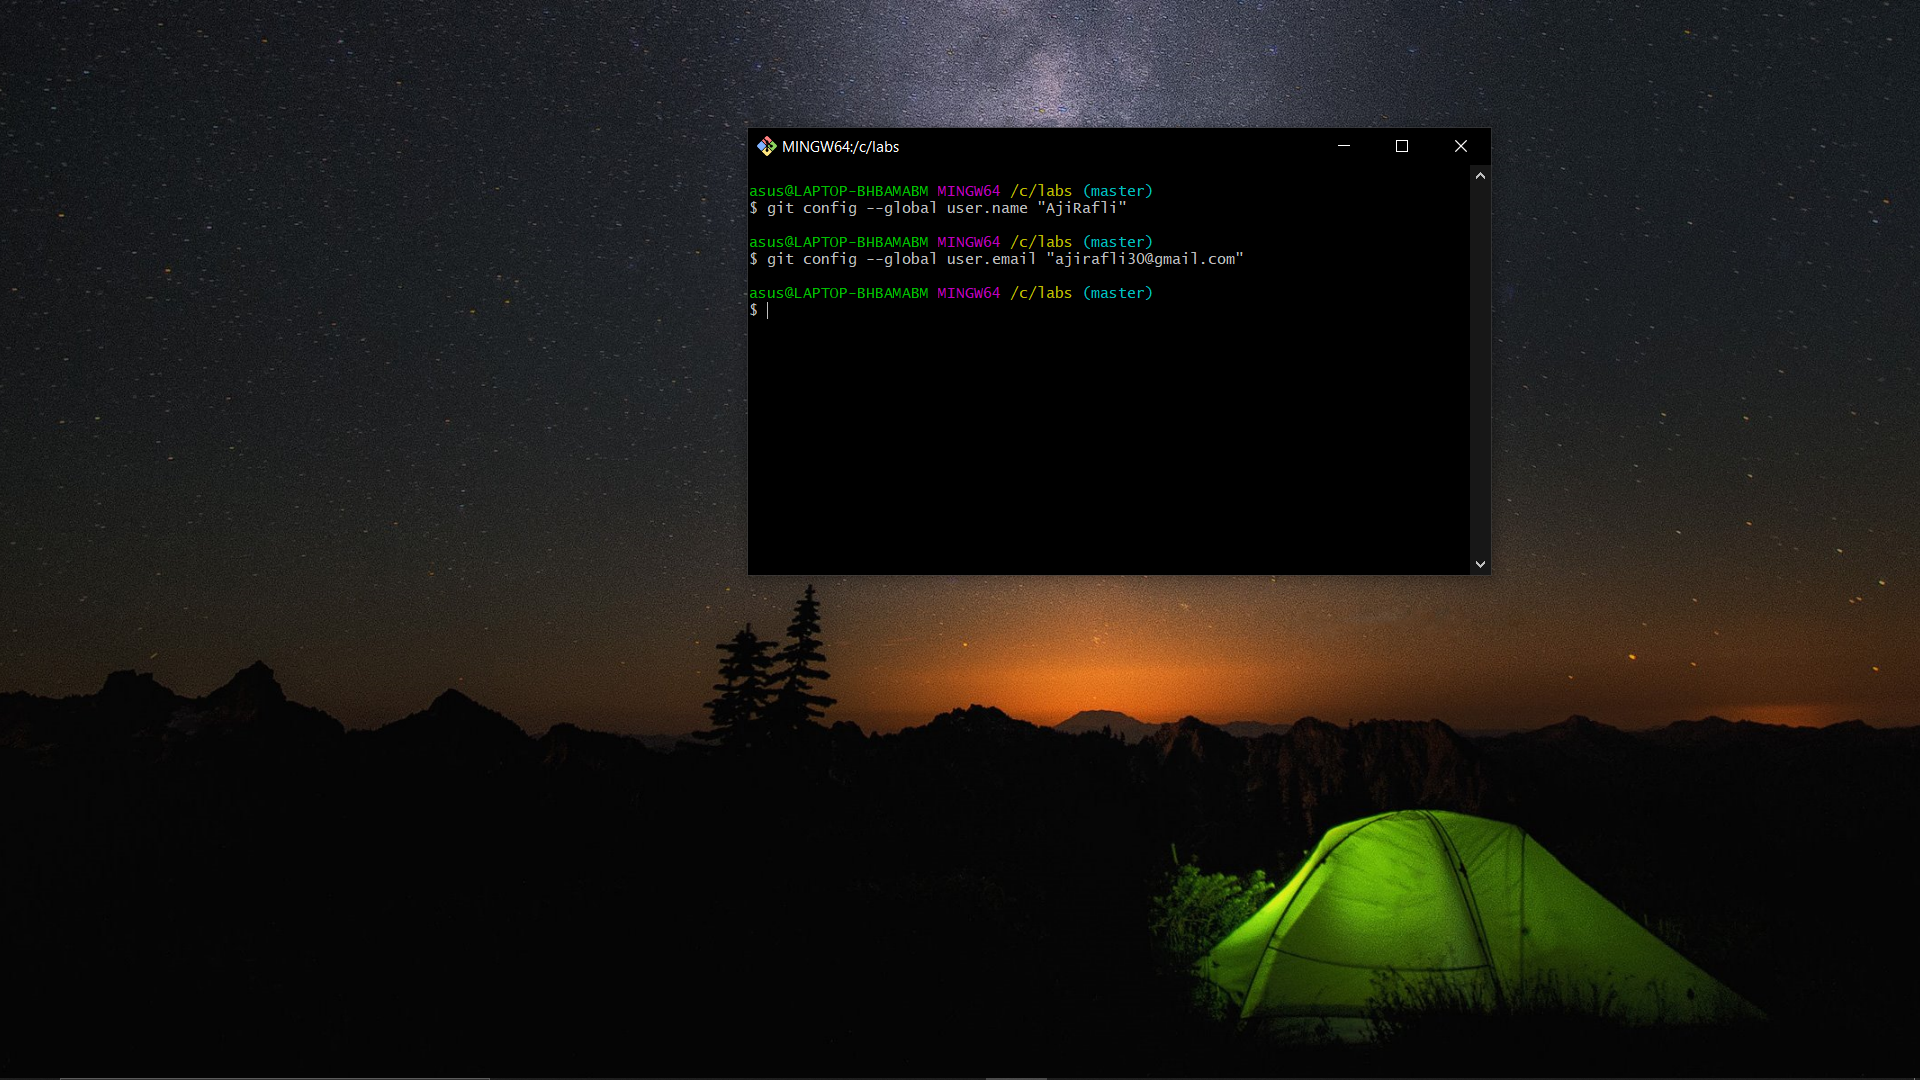 MINGW64:/c/labs
asus@LAPTOP-BHBAMABM MINGW64 /c/labs (master)
$ git config --global user.name "AjiRafli"
asus@LAPTOP-BHBAMABM MINGW64 /c/labs (master)
$ git config --global user.email "ajirafli30@gmail.com"
asus@LAPTOP-BHBAMABM MINGW64 /c/labs (master)
$